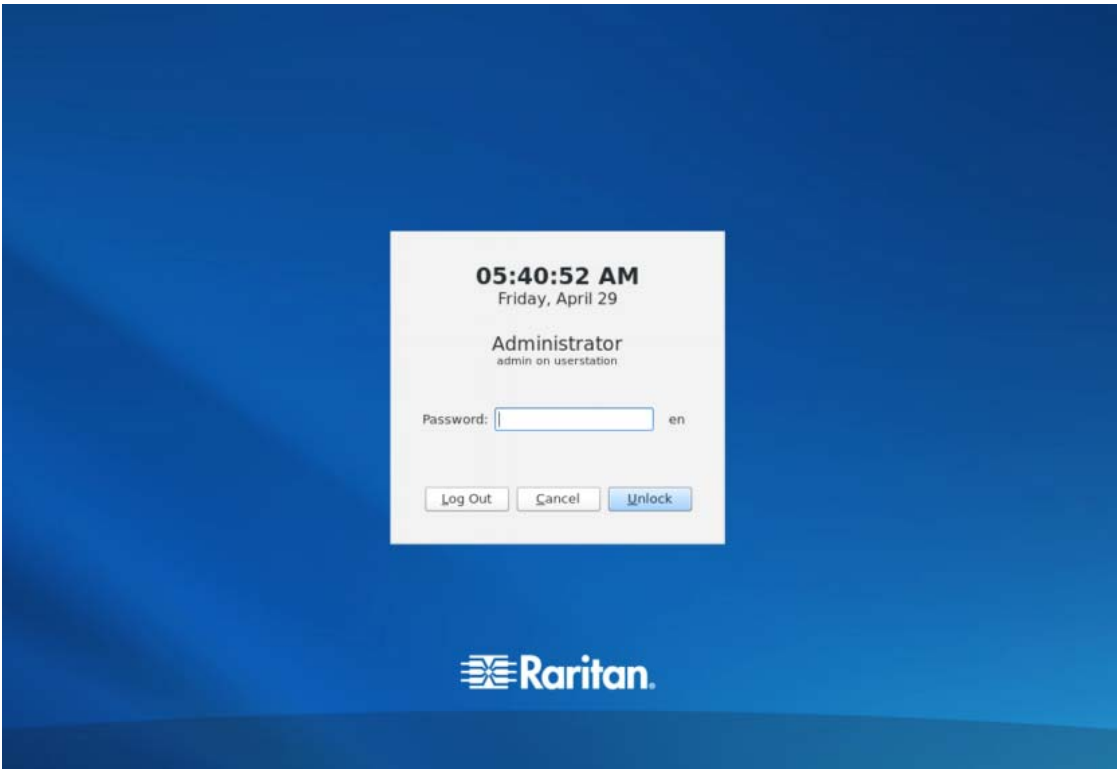 05:40:52 AM
Friday, April 29
Administrator
admin on userstation
Password: en
Log Out Cancel Unlock
Raritan.